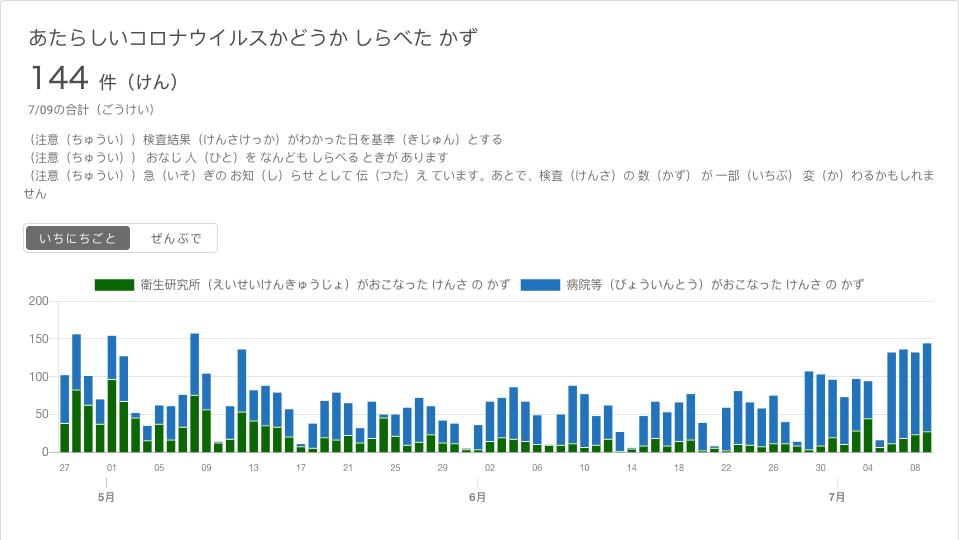 あたらしいコロナウイルスかどうか しらべた かず
144 件（けん）
7/09の合計（ごうけい）
（注意（ちゅうい））検査結果（けんさけっか）がわかった日を基準（きじゅん）とする
（注意（ちゅうい）） おなじ 人（ひと）を なんども しらべる ときが あります
（注意（ちゅうい））急（いそ）ぎの お知（し）らせ として 伝（つた）え ています。あとで、検査（けんさ）の 数（かず） が 一部（いちぶ） 変（か）わるかもしれま
せん
いちにちごと ぜんぶで
衛生研究所（えいせいけんきゅうじょ）がおこなった けんさ の かず 病院等（びょういんとう）がおこなった けんさ の かず
200
150
100
50
0
27 01 05 09 13 17 21 25 29 02 06 10 14 18 22 26 30 04 08
5月 6月 7月